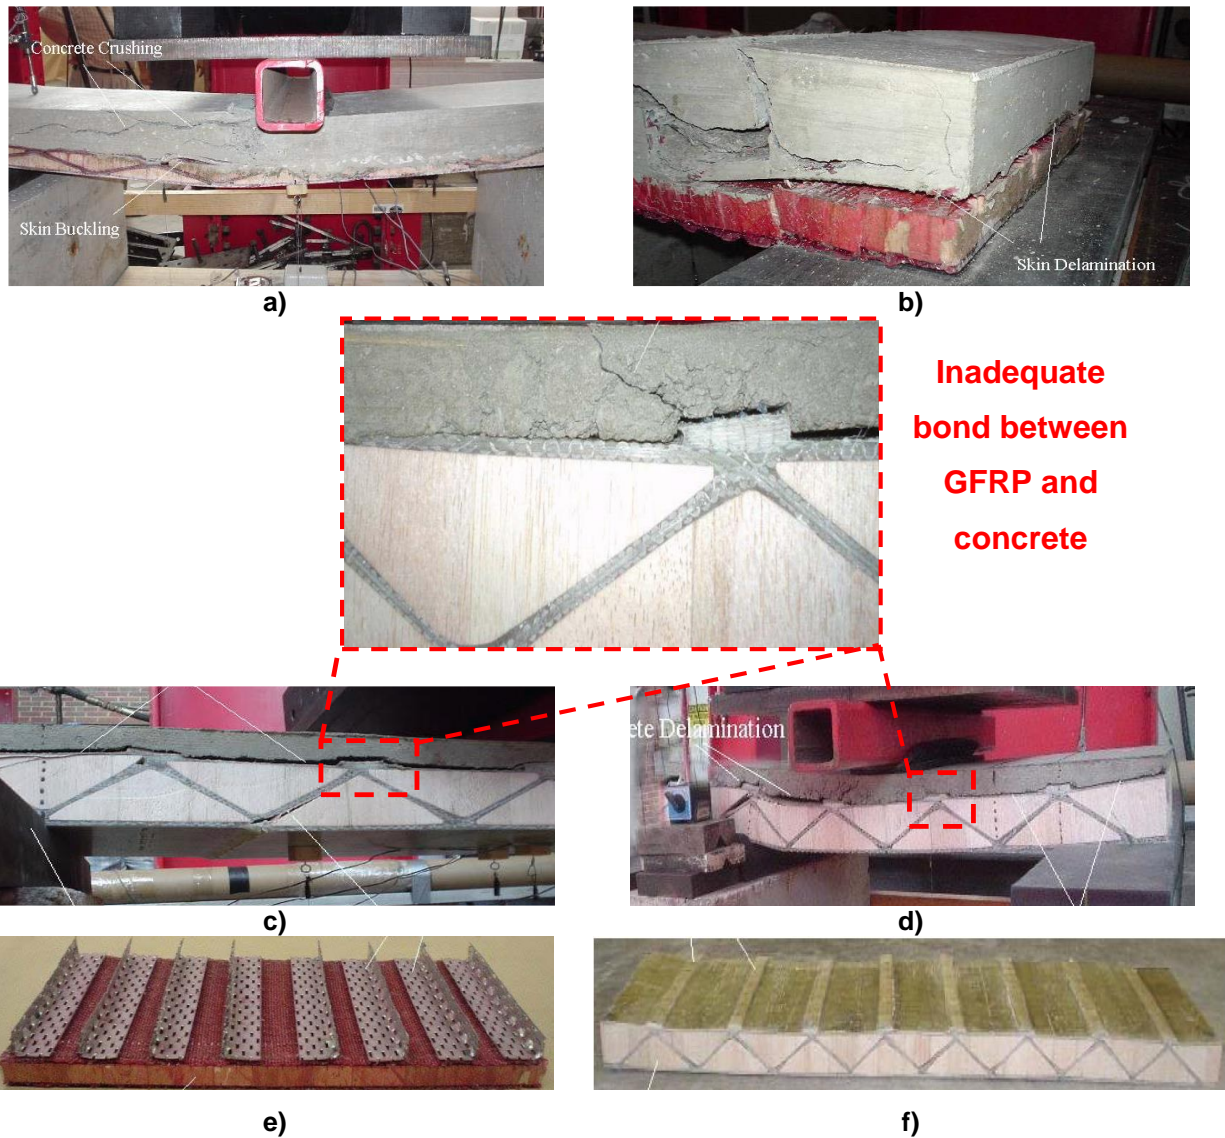 Concrete Crushing
Skin Buckling
a)
Skin Delamination
b)
Inadequate
bond between
GFRP and
concrete
c)
ete Delamination
d)
e)
f)